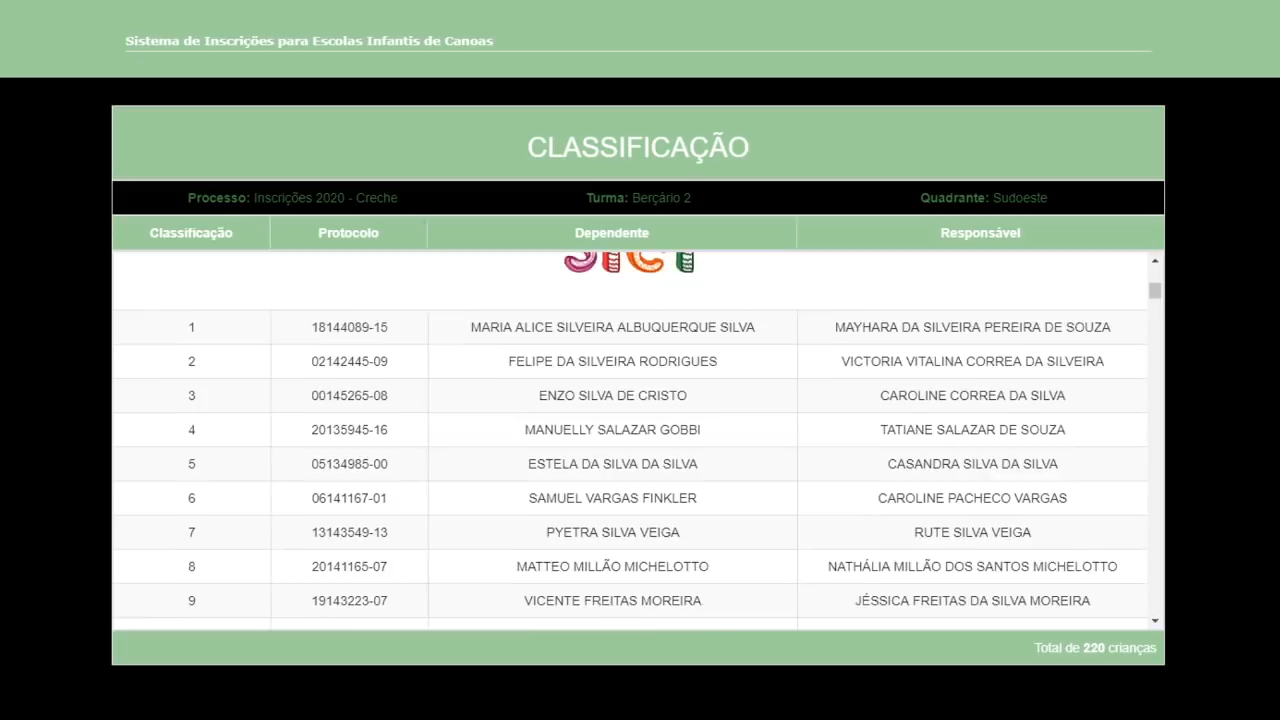 Sistema de Inscrições para Escolas Infantis de Canoas
CLASSIFICAÇÃO
Processo: Inscrições 2020 - Creche Turma: Berçário 2 Quadrante: Sudoeste
Classificação Protocolo Dependente Responsável
1 18144089-15 MARIA ALICE SILVEIRA ALBUQUERQUE SILVA MAYHARA DA SILVEIRA PEREIRA DE SOUZA
2 02142445-09 FELIPE DA SILVEIRA RODRIGUES VICTORIA VITALINA CORREA DA SILVEIRA
3 00145265-08 ENZO SILVA DE CRISTO CAROLINE CORREA DA SILVA
4 20135945-16 MANUELLY SALAZAR GOBBI TATIANE SALAZAR DE SOUZA
5 05134985-00 ESTELA DA SILVA DA SILVA CASANDRA SILVA DA SILVA
6 06141167-01 SAMUEL VARGAS FINKLER CAROLINE PACHECO VARGAS
7 13143549-13 PYETRA SILVA VEIGA RUTE SILVA VEIGA
8 20141165-07 MATTEO MILLÃO MICHELOTTO NATHÁLIA MILLÃO DOS SANTOS MICHELOTTO
9 19143223-07 VICENTE FREITAS MOREIRA JÉSSICA FREITAS DA SILVA MOREIRA
Total de 220 crianças